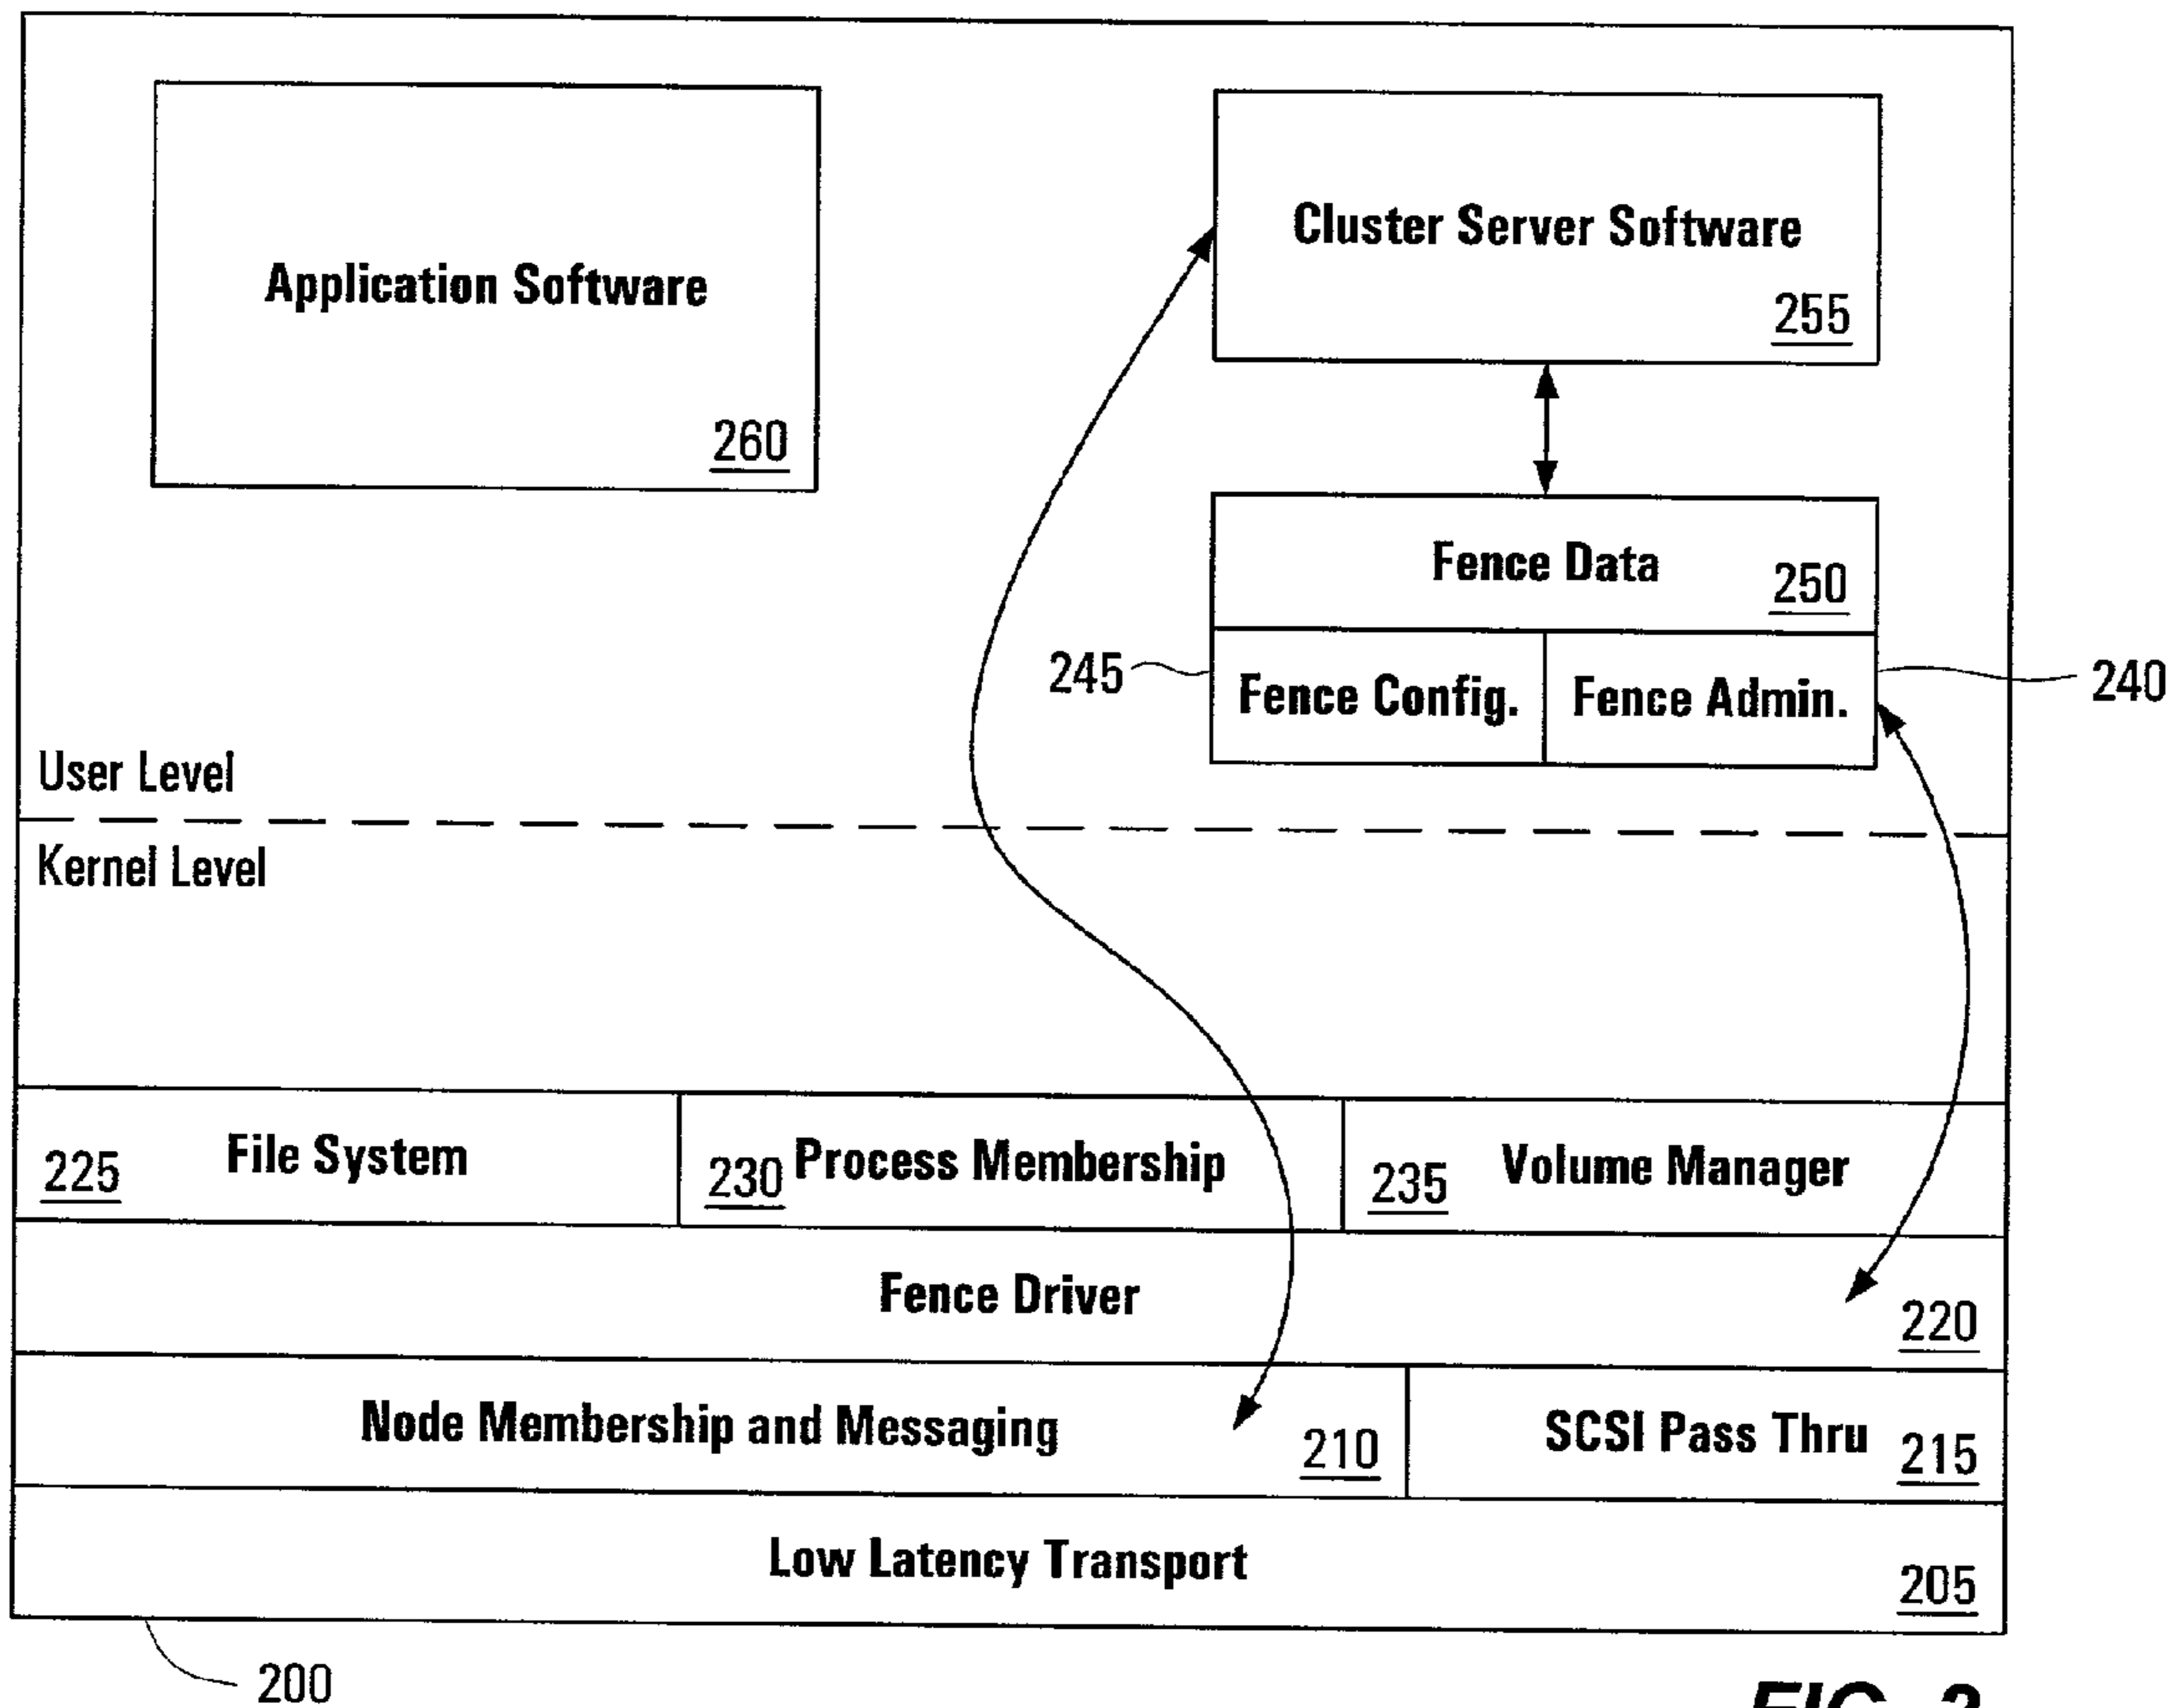 Application Software
260
Cluster Server Software
255
Fence Data
250
245
Fence Config.
Fence Admin.
240
User Level
Kernel Level
225
File System
230
Process Membership
235
Volume Manager
Fence Driver
220
Node Membership and Messaging
210
SCSI Pass Thru
215
Low Latency Transport
205
200
FIG. 2